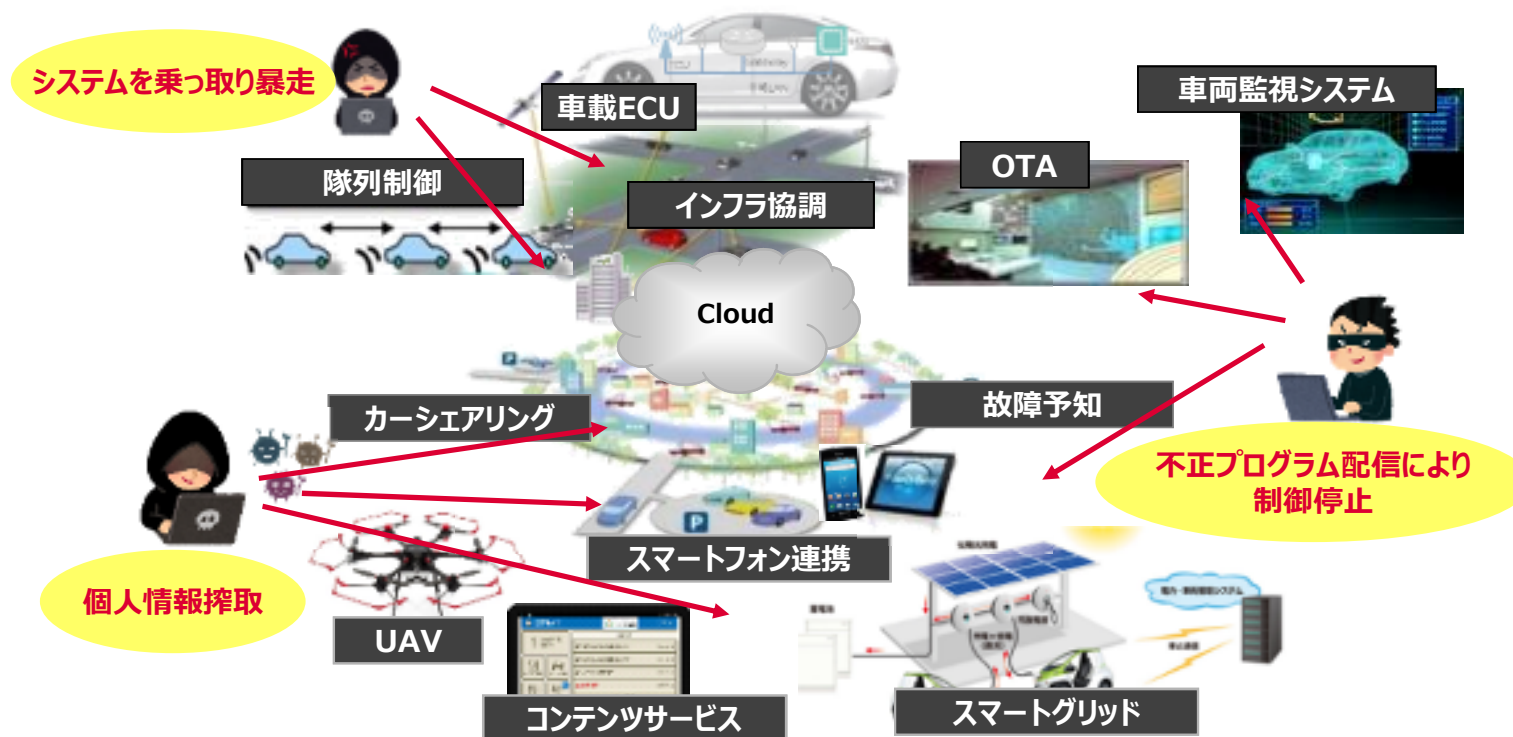 システムを乗っ取り暴走
車載ECU
車両監視システム
OTA
隊列制御
インフラ協調
Cloud
カーシェアリング
故障予知
不正プログラム配信により
制御停止
P
P
スマートフォン連携
個人情報搾取
UAV
蓄電池
コンテンツサービス
スマートグリッド